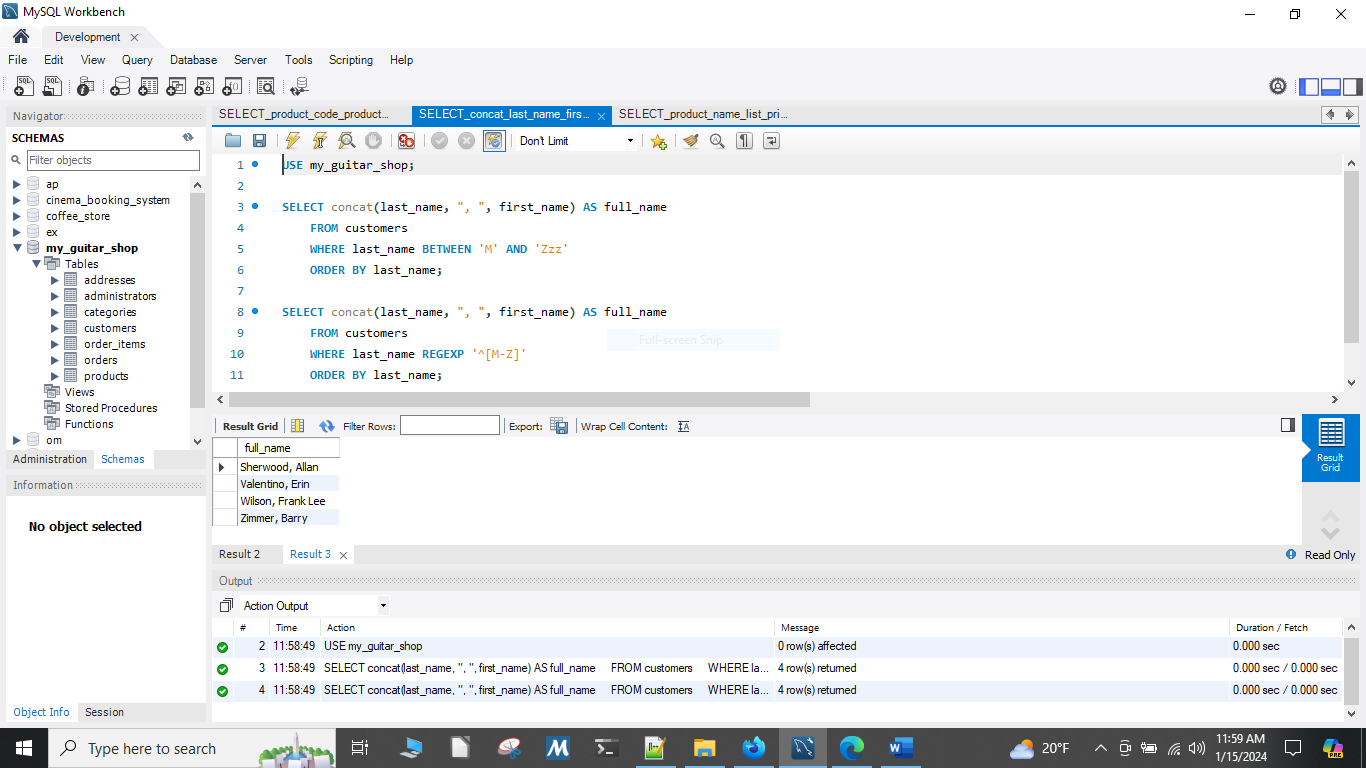 MySQL Workbench
Development
File Edit View Query Database Server Tools Scripting Help
Navigator
SCHEMAS
Filter objects
ap
cinema_booking_system
coffee_store
ex
my_guitar_shop
Tables
addresses
administrators
categories
customers
order_items
orders
products
Views
Stored Procedures
Functions
om
Administration Schemas
Information
No object selected
Object Info Session
SELECT_product_code_product... SELECT_concat_last_name_firs... SELECT_product_name_list_pri...
Don't Limit
1 USE my_guitar_shop;
2
3 SELECT concat(last_name, ", ", first_name) AS full_name
4 FROM customers
5 WHERE last_name BETWEEN 'M' AND 'Zzz'
6 ORDER BY last_name;
7
8 SELECT concat(last_name, ", ", first_name) AS full_name
9 FROM customers
10 WHERE last_name REGEXP '^[M-Z]'
11 ORDER BY last_name;
Full-screen Snip
Result Grid Filter Rows: Export: Wrap Cell Content:
full_name
Sherwood, Allan
Valentino, Erin
Wilson, Frank Lee
Zimmer, Barry
Result Grid
Result 2 Result 3 Read Only
Output
Action Output
# Time Action Message Duration / Fetch
2 11:58:49 USE my_guitar_shop 0 row(s) affected 0.000 sec
3 11:58:49 SELECT concat(last_name, ", ", first_name) AS full_name FROM customers WHERE la... 4 row(s) returned 0.000 sec / 0.000 sec
4 11:58:49 SELECT concat(last_name, ", ", first_name) AS full_name FROM customers WHERE la... 4 row(s) returned 0.000 sec / 0.000 sec
Type here to search
20°F
11:59 AM
1/15/2024